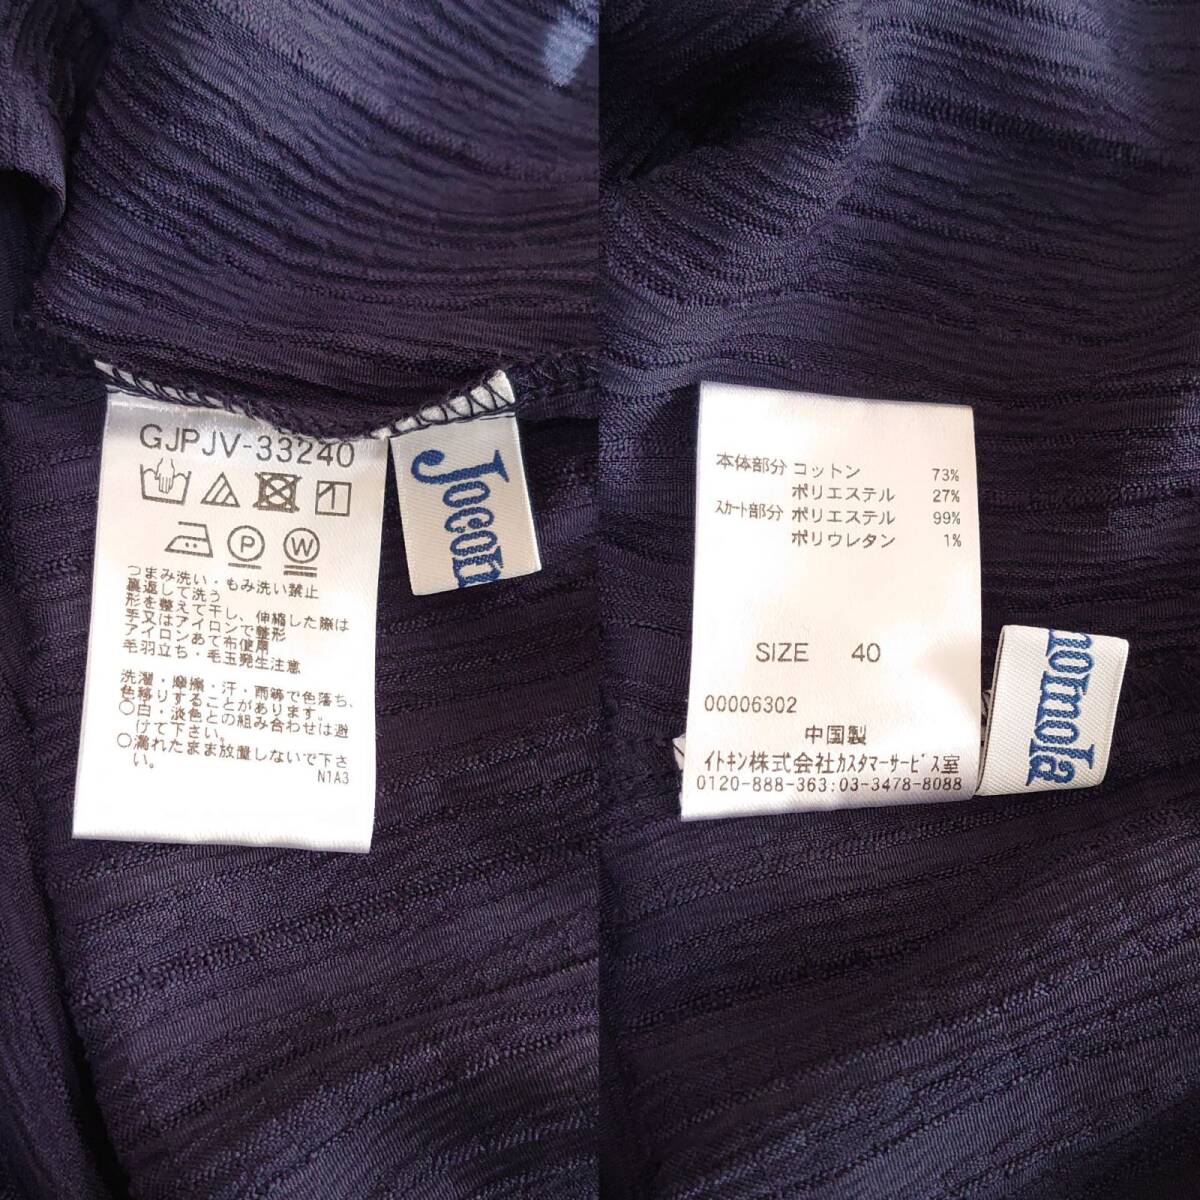 GJPJV-33240
P
W
つまみ洗い・もみ洗い禁止
裏返して洗う
形を整えて干し、伸縮した際は
手又はアイロンで整形
アイロンあて布使用
毛羽立ち・毛玉発生注意
洗濯・摩擦・汗・雨等で色落ち、
色移りすることがあります。
○白・淡色との組み合わせは避
けて下さい。
○濡れたまま放置しないで下さ
い。
N1A3
Jocom
本体部分 コットン 73%
ポリエステル 27%
スカート部分 ポリエステル 99%
ポリウレタン 1%
SIZE 40
00006302
中国製
イトキン株式会社カスタマーサービス室
0120-888-363:03-3478-8088
momola